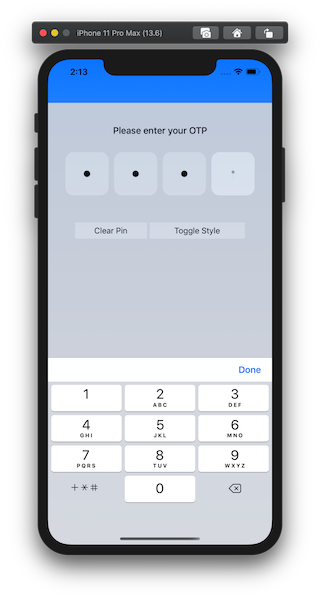 iPhone 11 Pro Max (13.6)
2:13
Please enter your OTP
Clear Pin Toggle Style
Done
1 2 3
ABC DEF
4 5 6
GHI JKL MNO
7 8 9
PQRS TUV WXYZ
+*# 0